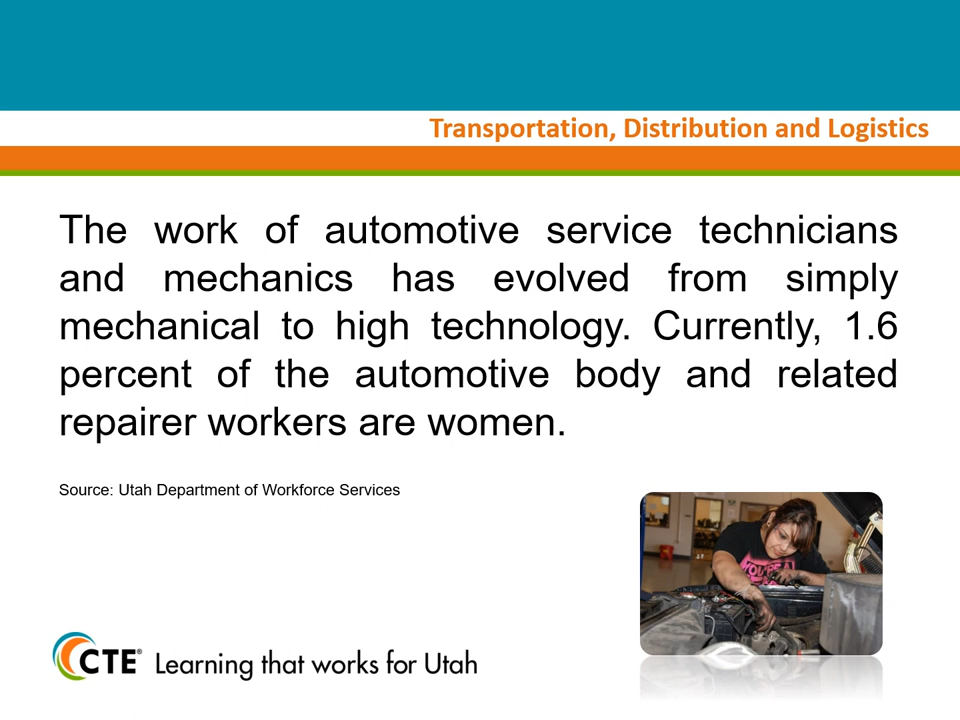 Transportation, Distribution and Logistics
The work of automotive service technicians
and mechanics has evolved from simply
mechanical to high technology. Currently, 1.6
percent of the automotive body and related
repairer workers are women.
Source: Utah Department of Workforce Services
CTE® Learning that works for Utah